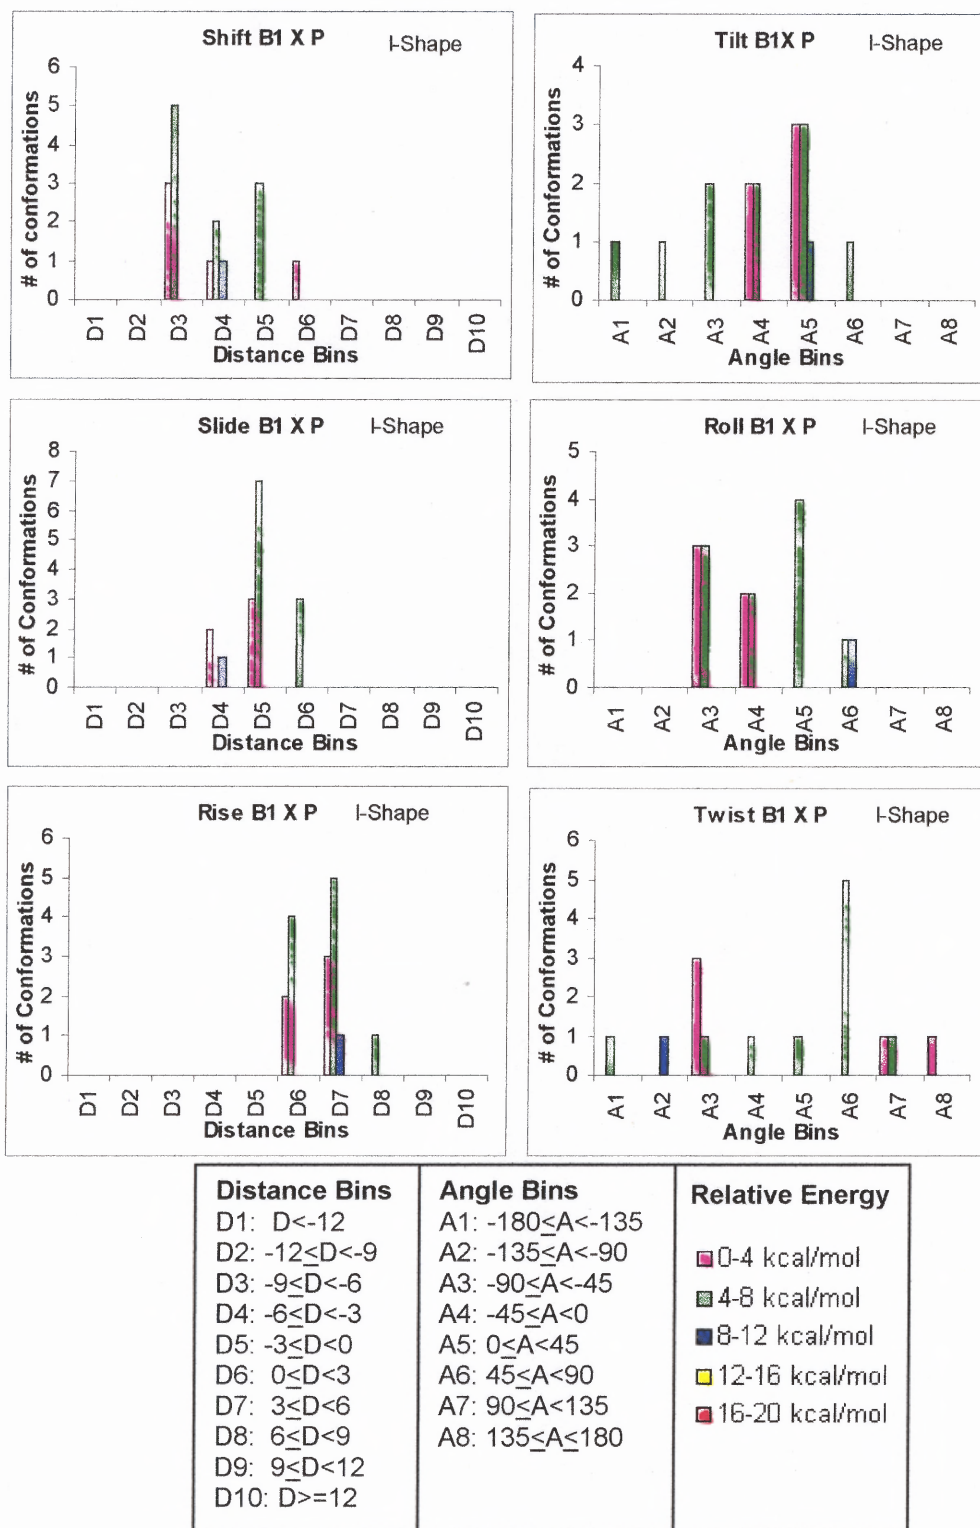 Shift B1 X P I-Shape
# of conformations
6
5
4
3
2
1
0
D1 D2 D3 D4 D5 D6 D7 D8 D9 D10
Distance Bins
Tilt B1X P I-Shape
# of Conformations
4
3
2
1
0
A1 A2 A3 A4 A5 A6 A7 A8
Angle Bins
Slide B1 X P I-Shape
# of Conformations
8
7
6
5
4
3
2
1
0
D1 D2 D3 D4 D5 D6 D7 D8 D9 D10
Distance Bins
Roll B1 X P I-Shape
# of Conformations
5
4
3
2
1
0
A1 A2 A3 A4 A5 A6 A7 A8
Angle Bins
Rise B1 X P I-Shape
# of Conformations
6
5
4
3
2
1
0
D1 D2 D3 D4 D5 D6 D7 D8 D9 D10
Distance Bins
Twist B1 X P I-Shape
# of Conformations
6
5
4
3
2
1
0
A1 A2 A3 A4 A5 A6 A7 A8
Angle Bins
Distance Bins
D1: D<-12
D2: -12≤D<-9
D3: -9≤D<-6
D4: -6≤D<-3
D5: -3≤D<0
D6: 0≤D<3
D7: 3≤D<6
D8: 6≤D<9
D9: 9≤D<12
D10: D>=12
Angle Bins
A1: -180≤A<-135
A2: -135≤A<-90
A3: -90≤A<-45
A4: -45≤A<0
A5: 0≤A<45
A6: 45≤A<90
A7: 90≤A<135
A8: 135≤A≤180
Relative Energy
0-4 kcal/mol
4-8 kcal/mol
8-12 kcal/mol
12-16 kcal/mol
16-20 kcal/mol